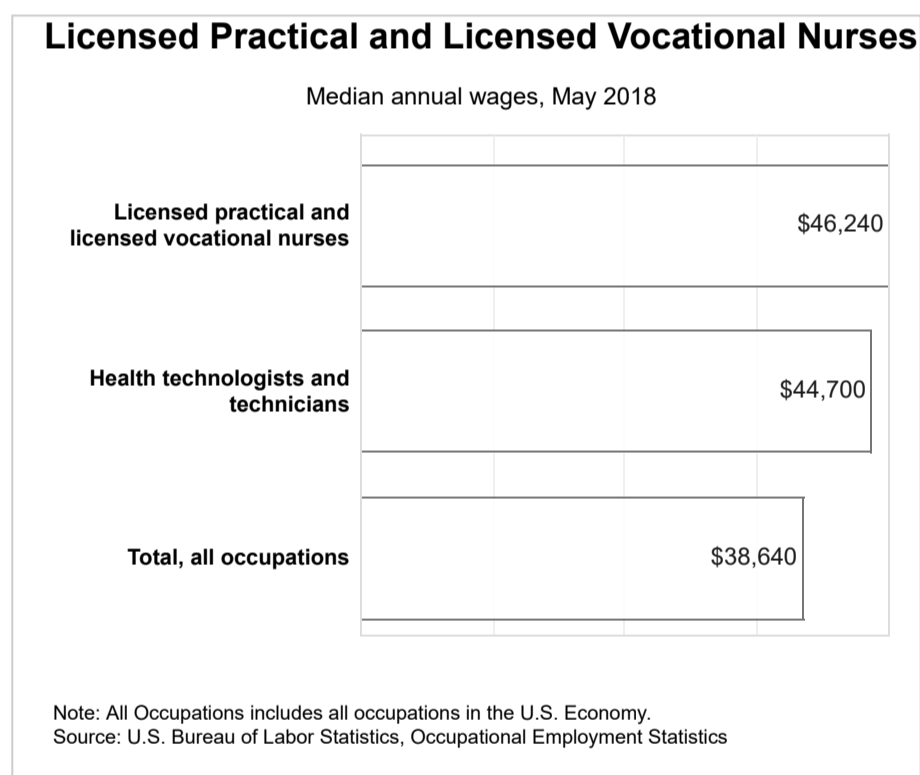 Licensed Practical and Licensed Vocational Nurses
Median annual wages, May 2018
Licensed practical and
licensed vocational nurses
$46,240
Health technologists and
technicians
$44,700
Total, all occupations
$38,640
Note: All Occupations includes all occupations in the U.S. Economy.
Source: U.S. Bureau of Labor Statistics, Occupational Employment Statistics